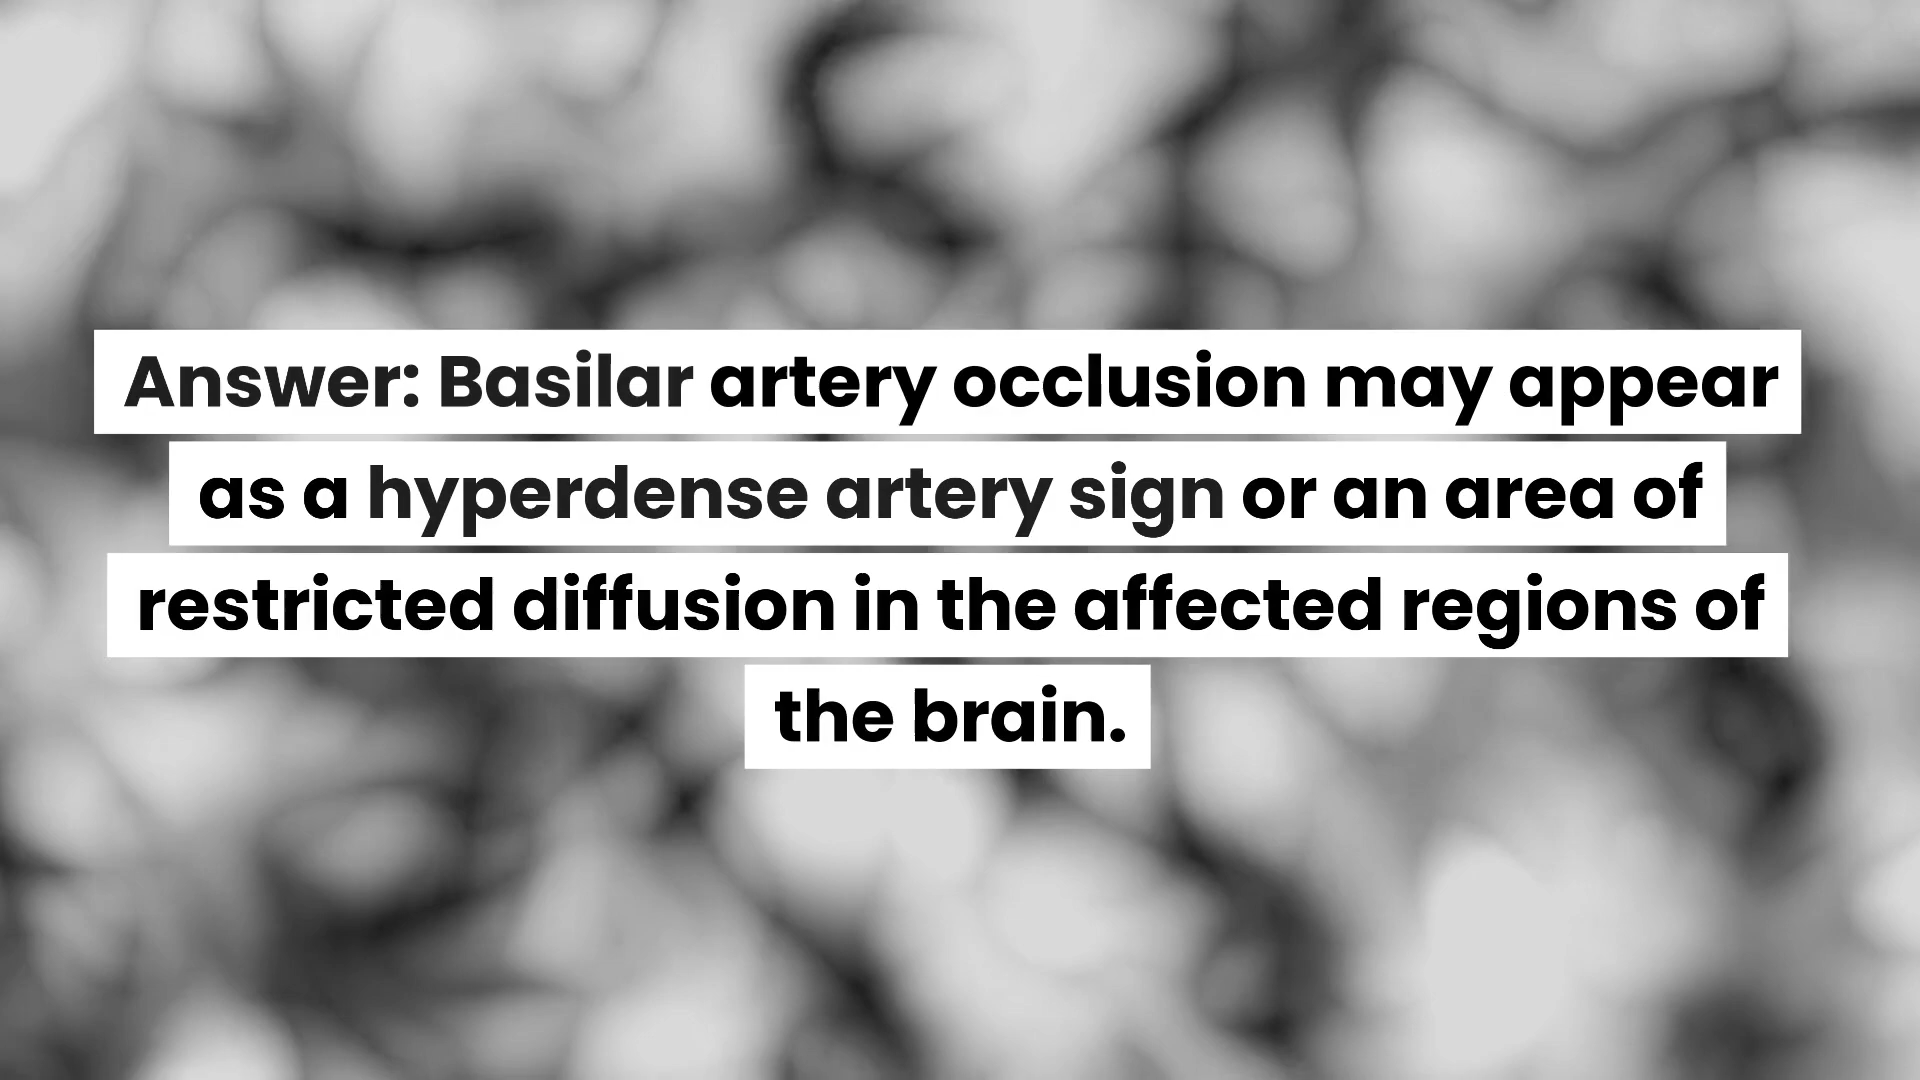 Answer: Basilar artery occlusion may appear
as a hyperdense artery sign or an area of
restricted diffusion in the affected regions of
the brain.